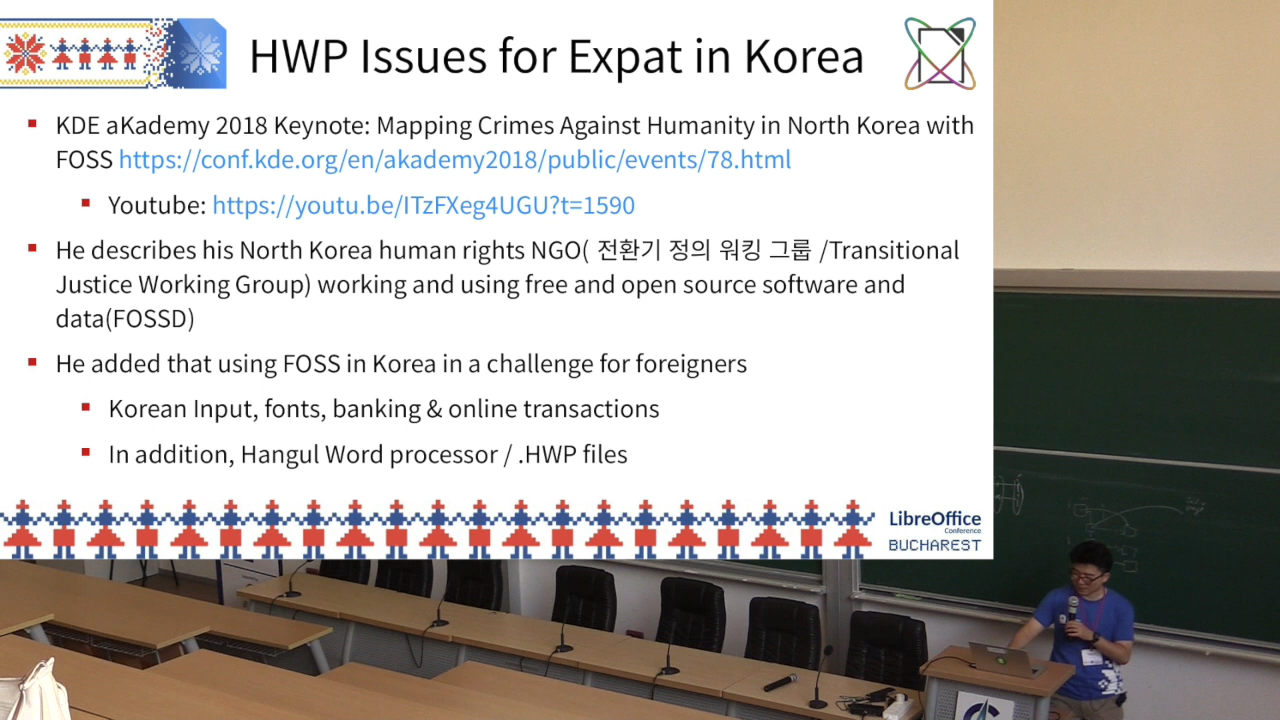 HWP Issues for Expat in Korea
KDE aKademy 2018 Keynote: Mapping Crimes Against Humanity in North Korea with
FOSS https://conf.kde.org/en/akademy2018/public/events/78.html
Youtube: https://youtu.be/ITzFXeg4UGU?t=1590
He describes his North Korea human rights NGO( 전환기 정의 워킹 그룹 /Transitional
Justice Working Group) working and using free and open source software and
data(FOSSD)
He added that using FOSS in Korea in a challenge for foreigners
Korean Input, fonts, banking & online transactions
In addition, Hangul Word processor / .HWP files
LibreOffice
Conference
BUCHAREST